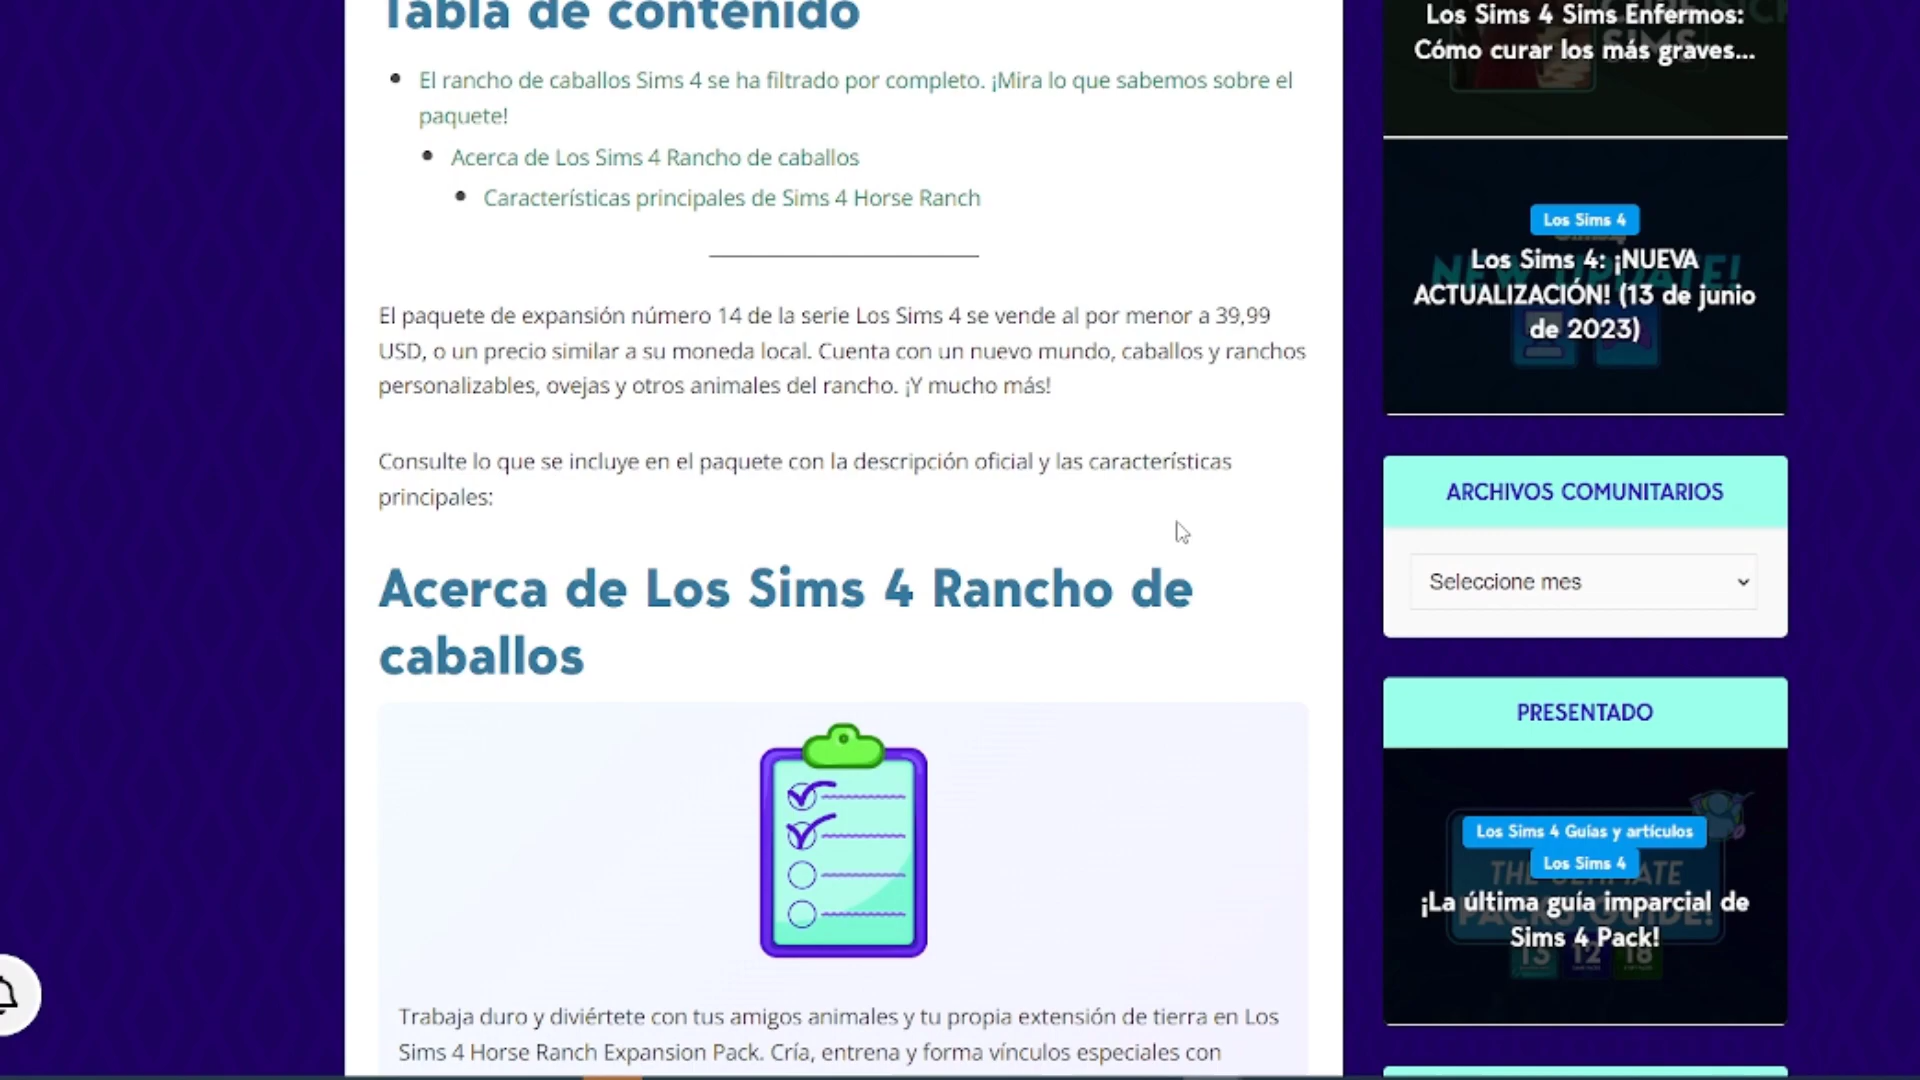 Tabla de contenido
El rancho de caballos Sims 4 se ha filtrado por completo. ¡Mira lo que sabemos sobre el
paquete!
Acerca de Los Sims 4 Rancho de caballos
Características principales de Sims 4 Horse Ranch
El paquete de expansión número 14 de la serie Los Sims 4 se vende al por menor a 39,99
USD, o un precio similar a su moneda local. Cuenta con un nuevo mundo, caballos y ranchos
personalizables, ovejas y otros animales del rancho. ¡Y mucho más!
Consulte lo que se incluye en el paquete con la descripción oficial y las características
principales:
Acerca de Los Sims 4 Rancho de
caballos
Trabaja duro y diviértete con tus amigos animales y tu propia extensión de tierra en Los
Sims 4 Horse Ranch Expansion Pack. Cría, entrena y forma vínculos especiales con
Los Sims 4 Sims Enfermos:
Cómo curar los más graves...
Los Sims 4
Los Sims 4: ¡NUEVA
ACTUALIZACIÓN! (13 de junio
de 2023)
ARCHIVOS COMUNITARIOS
Seleccione mes
PRESENTADO
Los Sims 4 Guías y artículos
Los Sims 4
¡La última guía imparcial de
Sims 4 Pack!
13 12 18